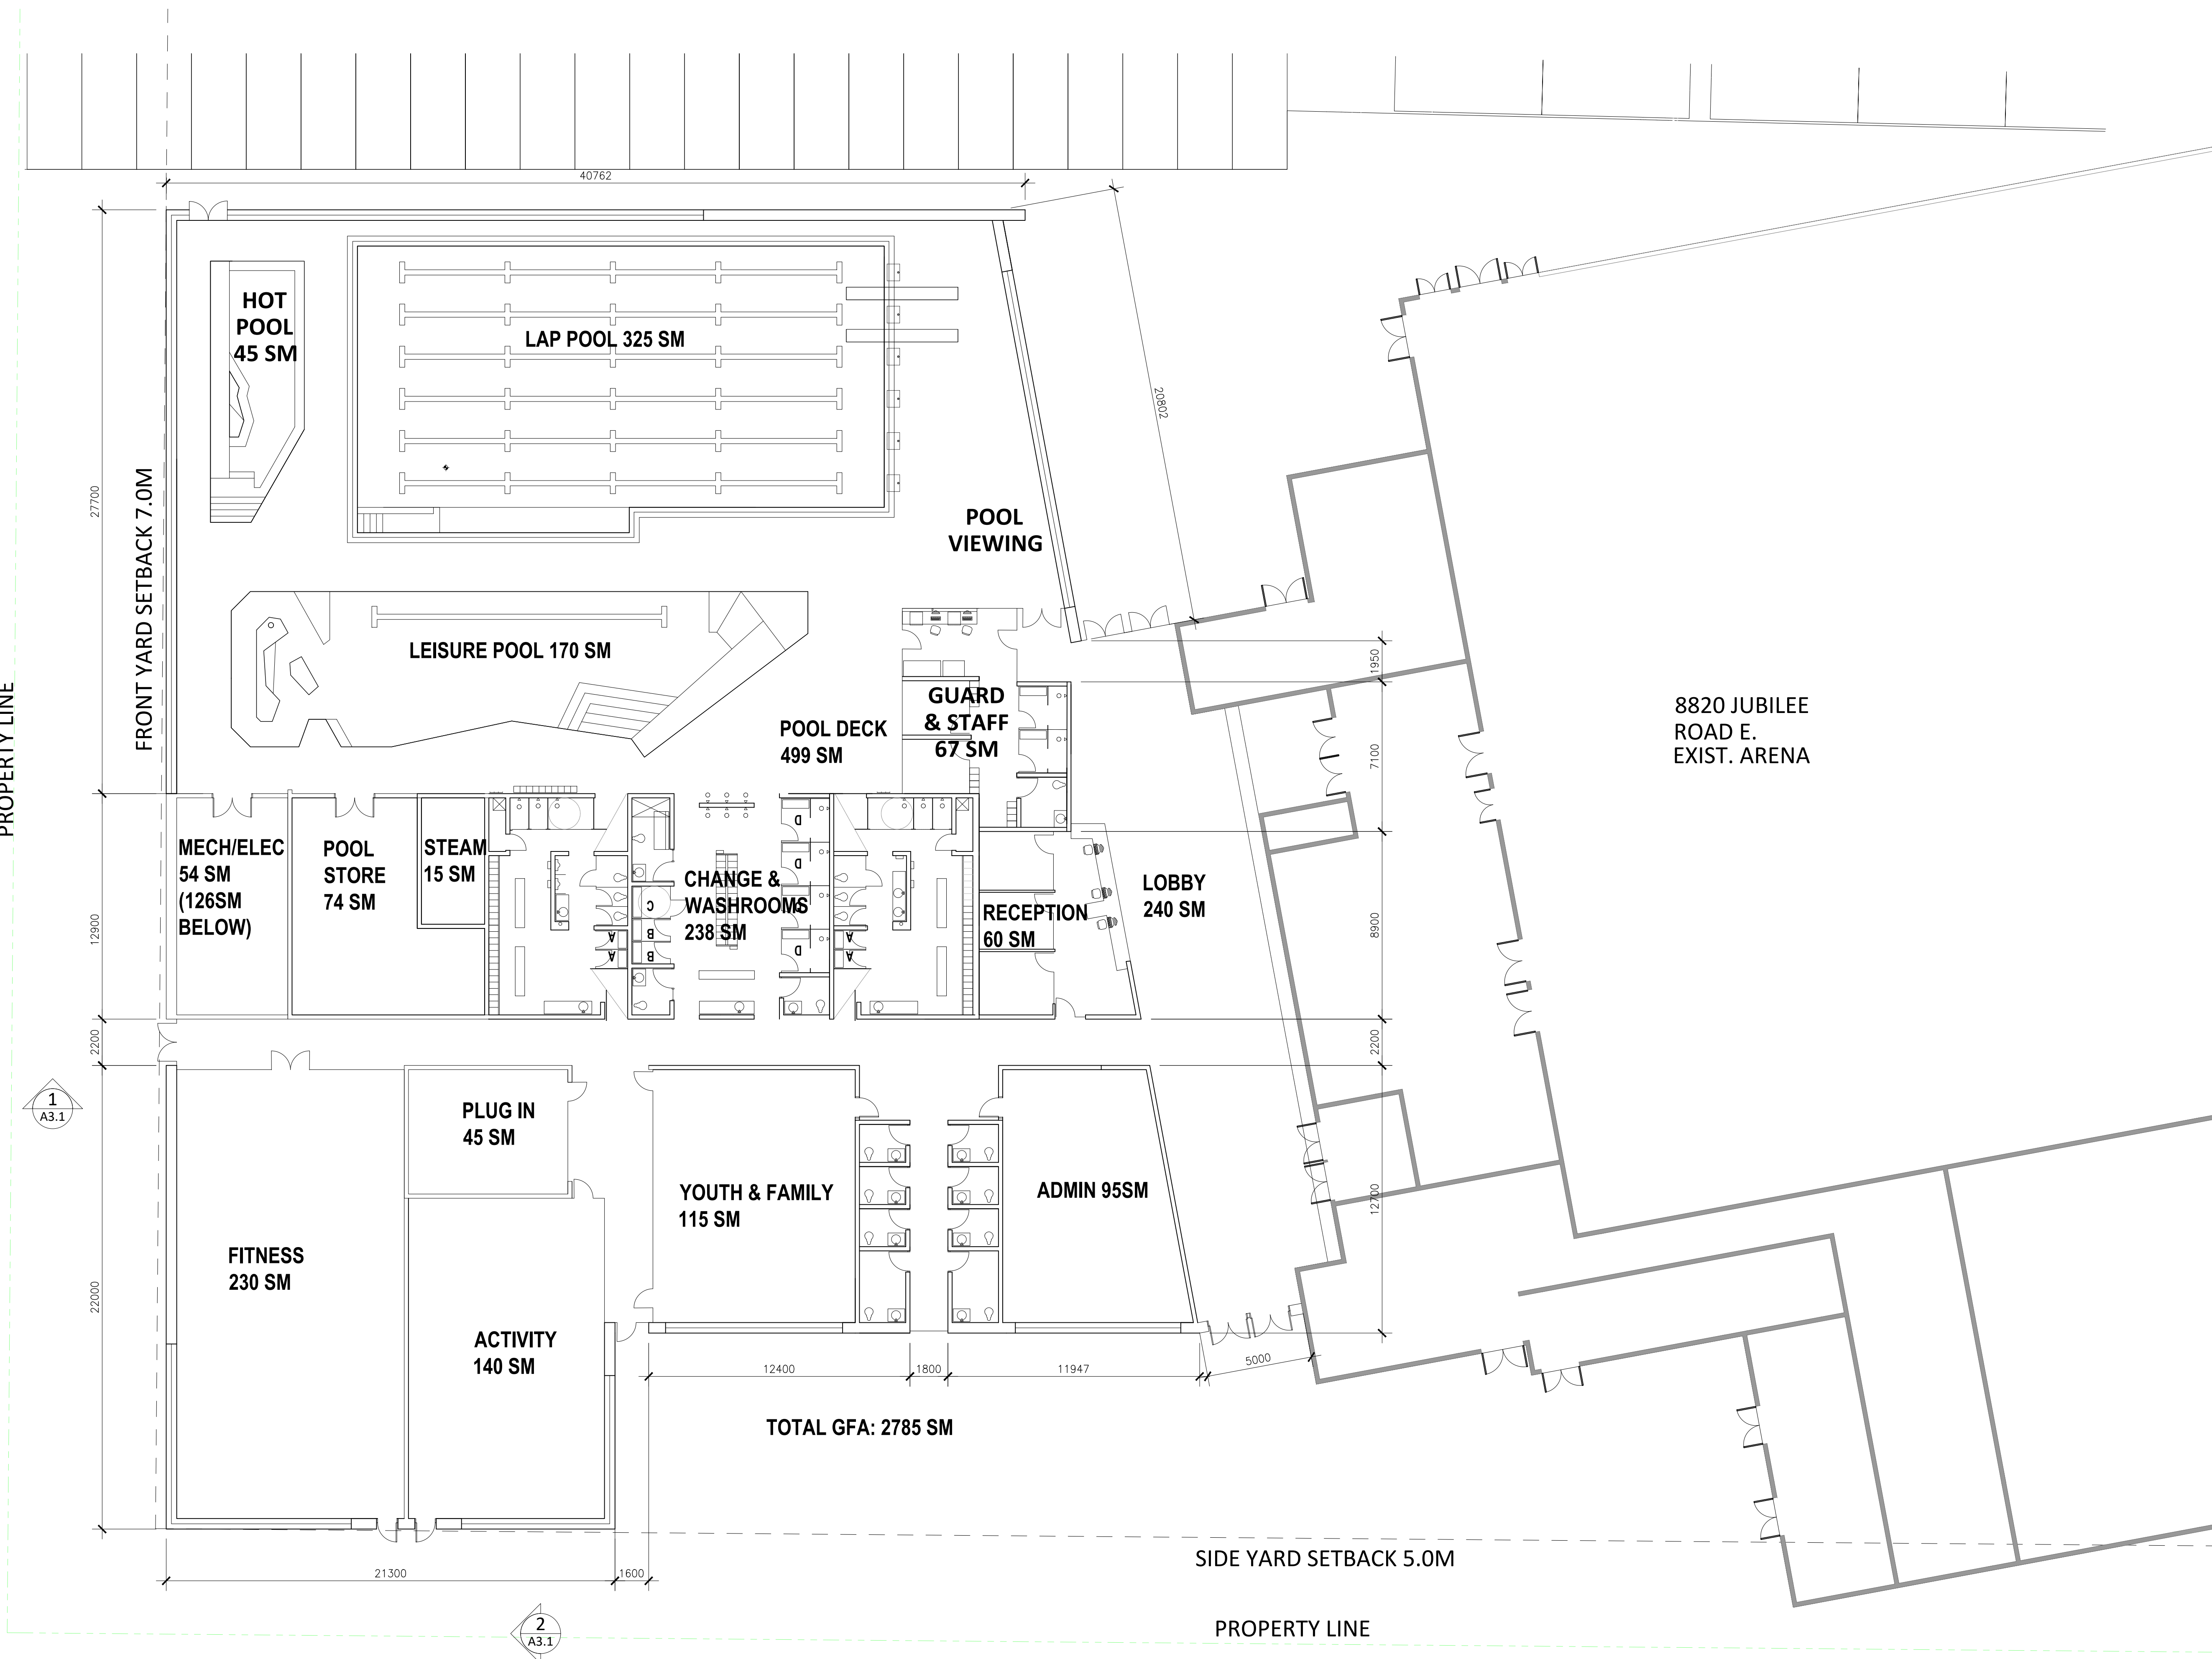 40762
20802
27700
FRONT YARD SETBACK 7.0M
PROPERTY LINE
HOT
POOL
45 SM
LAP POOL 325 SM
POOL
VIEWING
LEISURE POOL 170 SM
POOL DECK
499 SM
GUARD
& STAFF
67 SM
1950
7100
8820 JUBILEE
ROAD E.
EXIST. ARENA
12900
MECH/ELEC
54 SM
(126SM
BELOW)
POOL
STORE
74 SM
STEAM
15 SM
CHANGE &
WASHROOMS
238 SM
A
A
C
B
B
D
D
D
D
A
A
RECEPTION
60 SM
LOBBY
240 SM
8900
2200
2200
1
A3.1
22000
FITNESS
230 SM
PLUG IN
45 SM
ACTIVITY
140 SM
YOUTH & FAMILY
115 SM
ADMIN 95SM
12700
12400
1800
11947
5000
TOTAL GFA: 2785 SM
21300
1600
SIDE YARD SETBACK 5.0M
2
A3.1
PROPERTY LINE